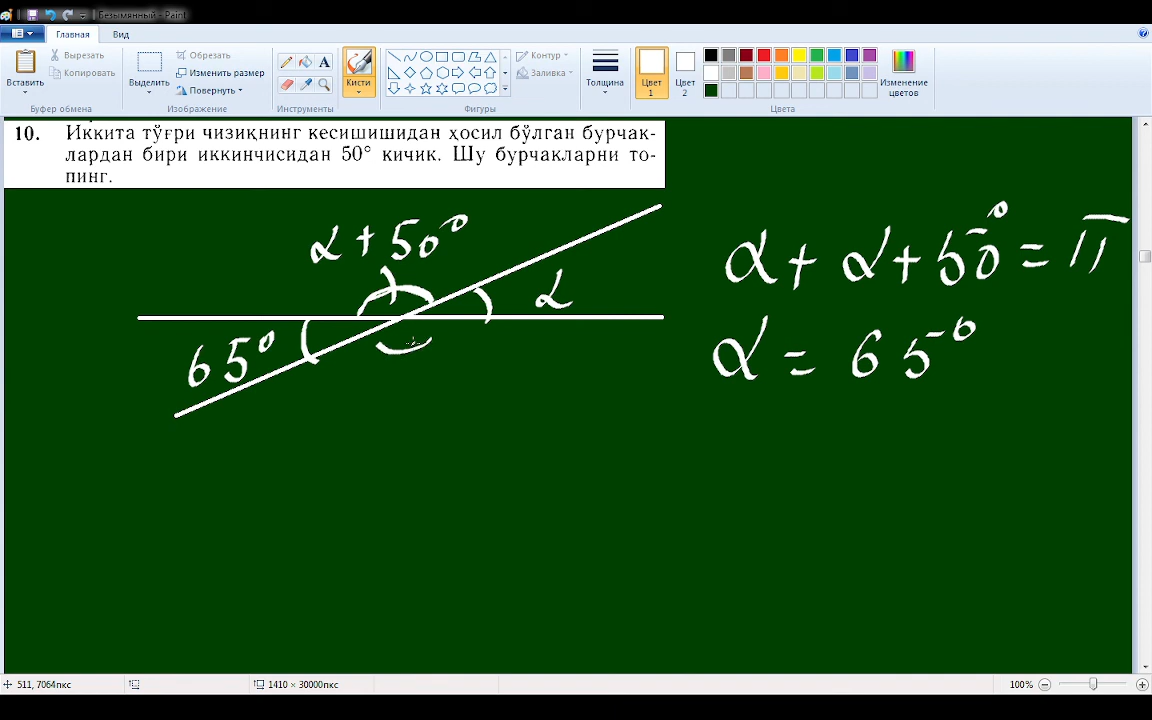 Безымянный - Paint
Главная
Вид
Вставить
Вырезать
Копировать
Буфер обмена
Выделить
Обрезать
Изменить размер
Повернуть
Изображение
A
Инструменты
Кисти
Контур
Заливка
Фигуры
Толщина
Цвет 1
Цвет 2
Изменение цветов
Цвета
10. Иккита тўғри чизиқнинг кесишишидан ҳосил бўлган бурчак-
лардан бири иккинчисидан 50° кичик. Шу бурчакларни то-
пинг.
α + 50°
α
65°
α + α + 50° = π
α = 65°
511, 7064пкс
1410 × 30000пкс
100%